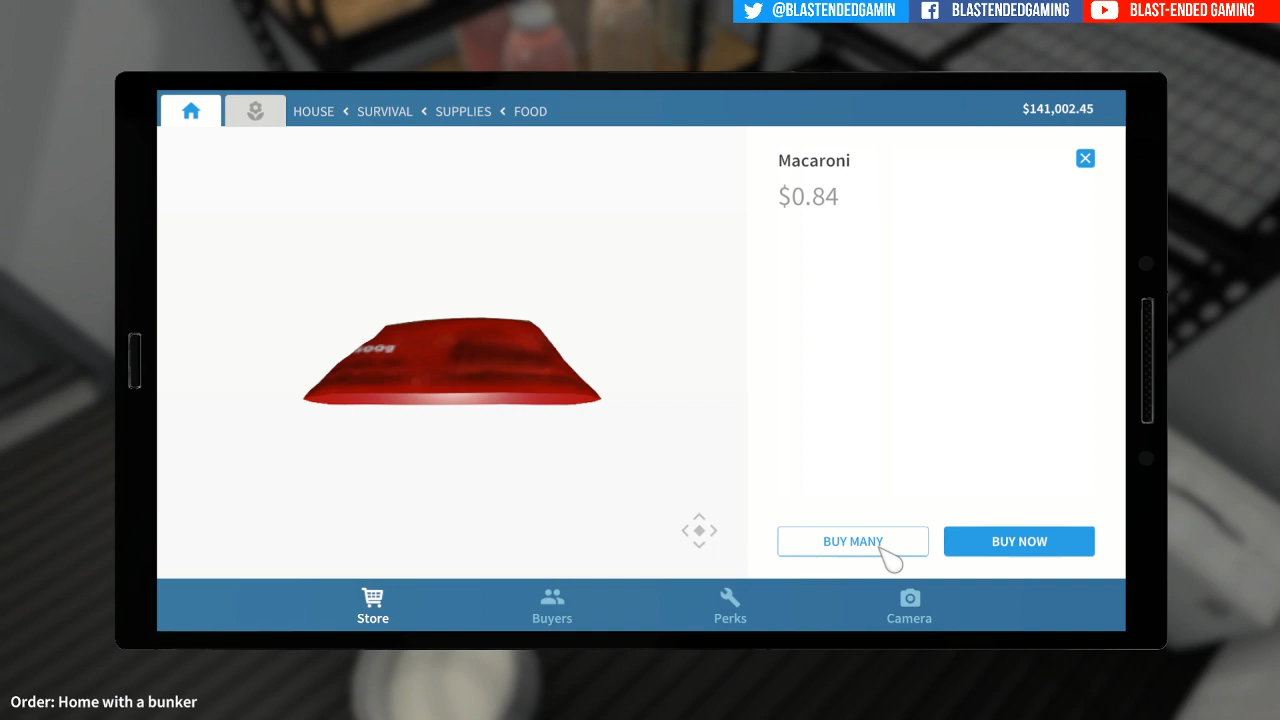 @BLASTENDEDGAMIN BLASTENDEDGAMING BLAST-ENDED GAMING
HOUSE < SURVIVAL < SUPPLIES < FOOD
$141,002.45
Macaroni
$0.84
BUY MANY
BUY NOW
Store
Buyers
Perks
Camera
Order: Home with a bunker